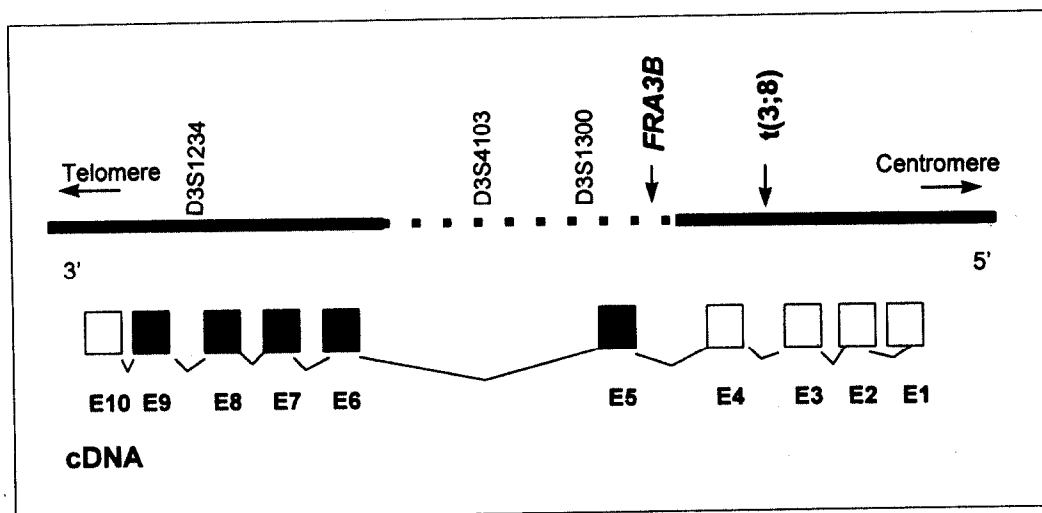 D3S1234
D3S4103
D3S1300
FRA3B
t(3;8)
Telomere
Centromere
3'
5'
E10 E9 E8 E7 E6 E5 E4 E3 E2 E1
cDNA